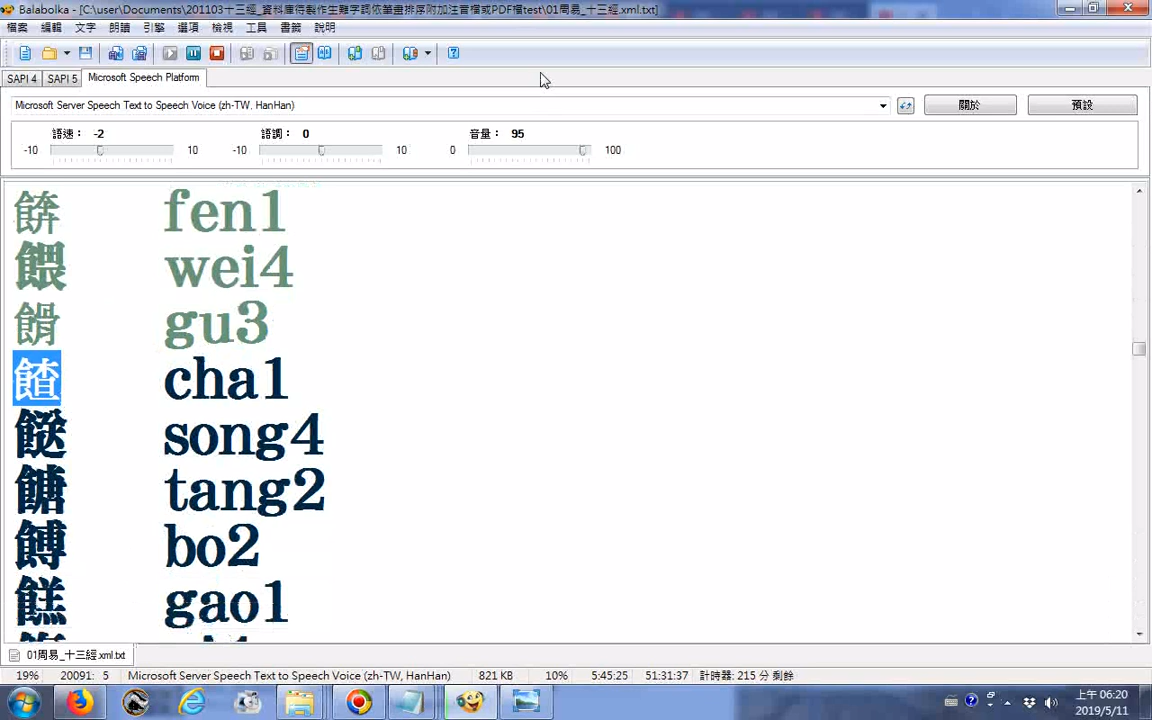 Balabolka - [C:\user\Documents\201103十三經_資料庫待製作生難字詞依筆畫排序附加注音檔或PDF檔test\01周易_十三經.xml.txt]
檔案 編輯 文字 朗讀 引擎 選項 檢視 工具 書籤 說明
SAPI 4 SAPI 5 Microsoft Speech Platform
Microsoft Server Speech Text to Speech Voice (zh-TW, HanHan) 關於 預設
語速： -2 語調： 0 音量： 95
-10 10 -10 10 0 100
餴 fen1
餵 wei4
餶 gu3
餷 cha1
餸 song4
餹 tang2
餺 bo2
餻 gao1
01周易_十三經.xml.txt
19% 20091: 5 Microsoft Server Speech Text to Speech Voice (zh-TW, HanHan) 821 KB 10% 5:45:25 51:31:37 計時器: 215 分 剩餘
上午 06:20
2019/5/11